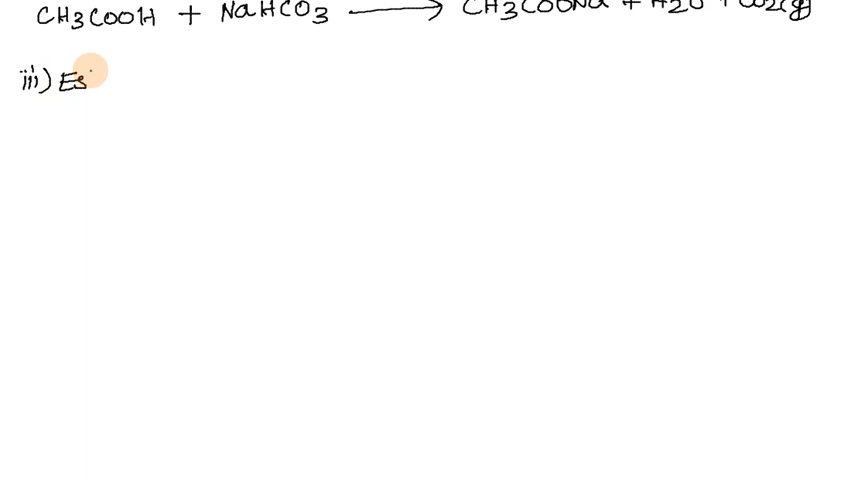 CH3COOH + NaHCO3 ⟶ CH3COONa + H2O + CO2(g)
iii) Es